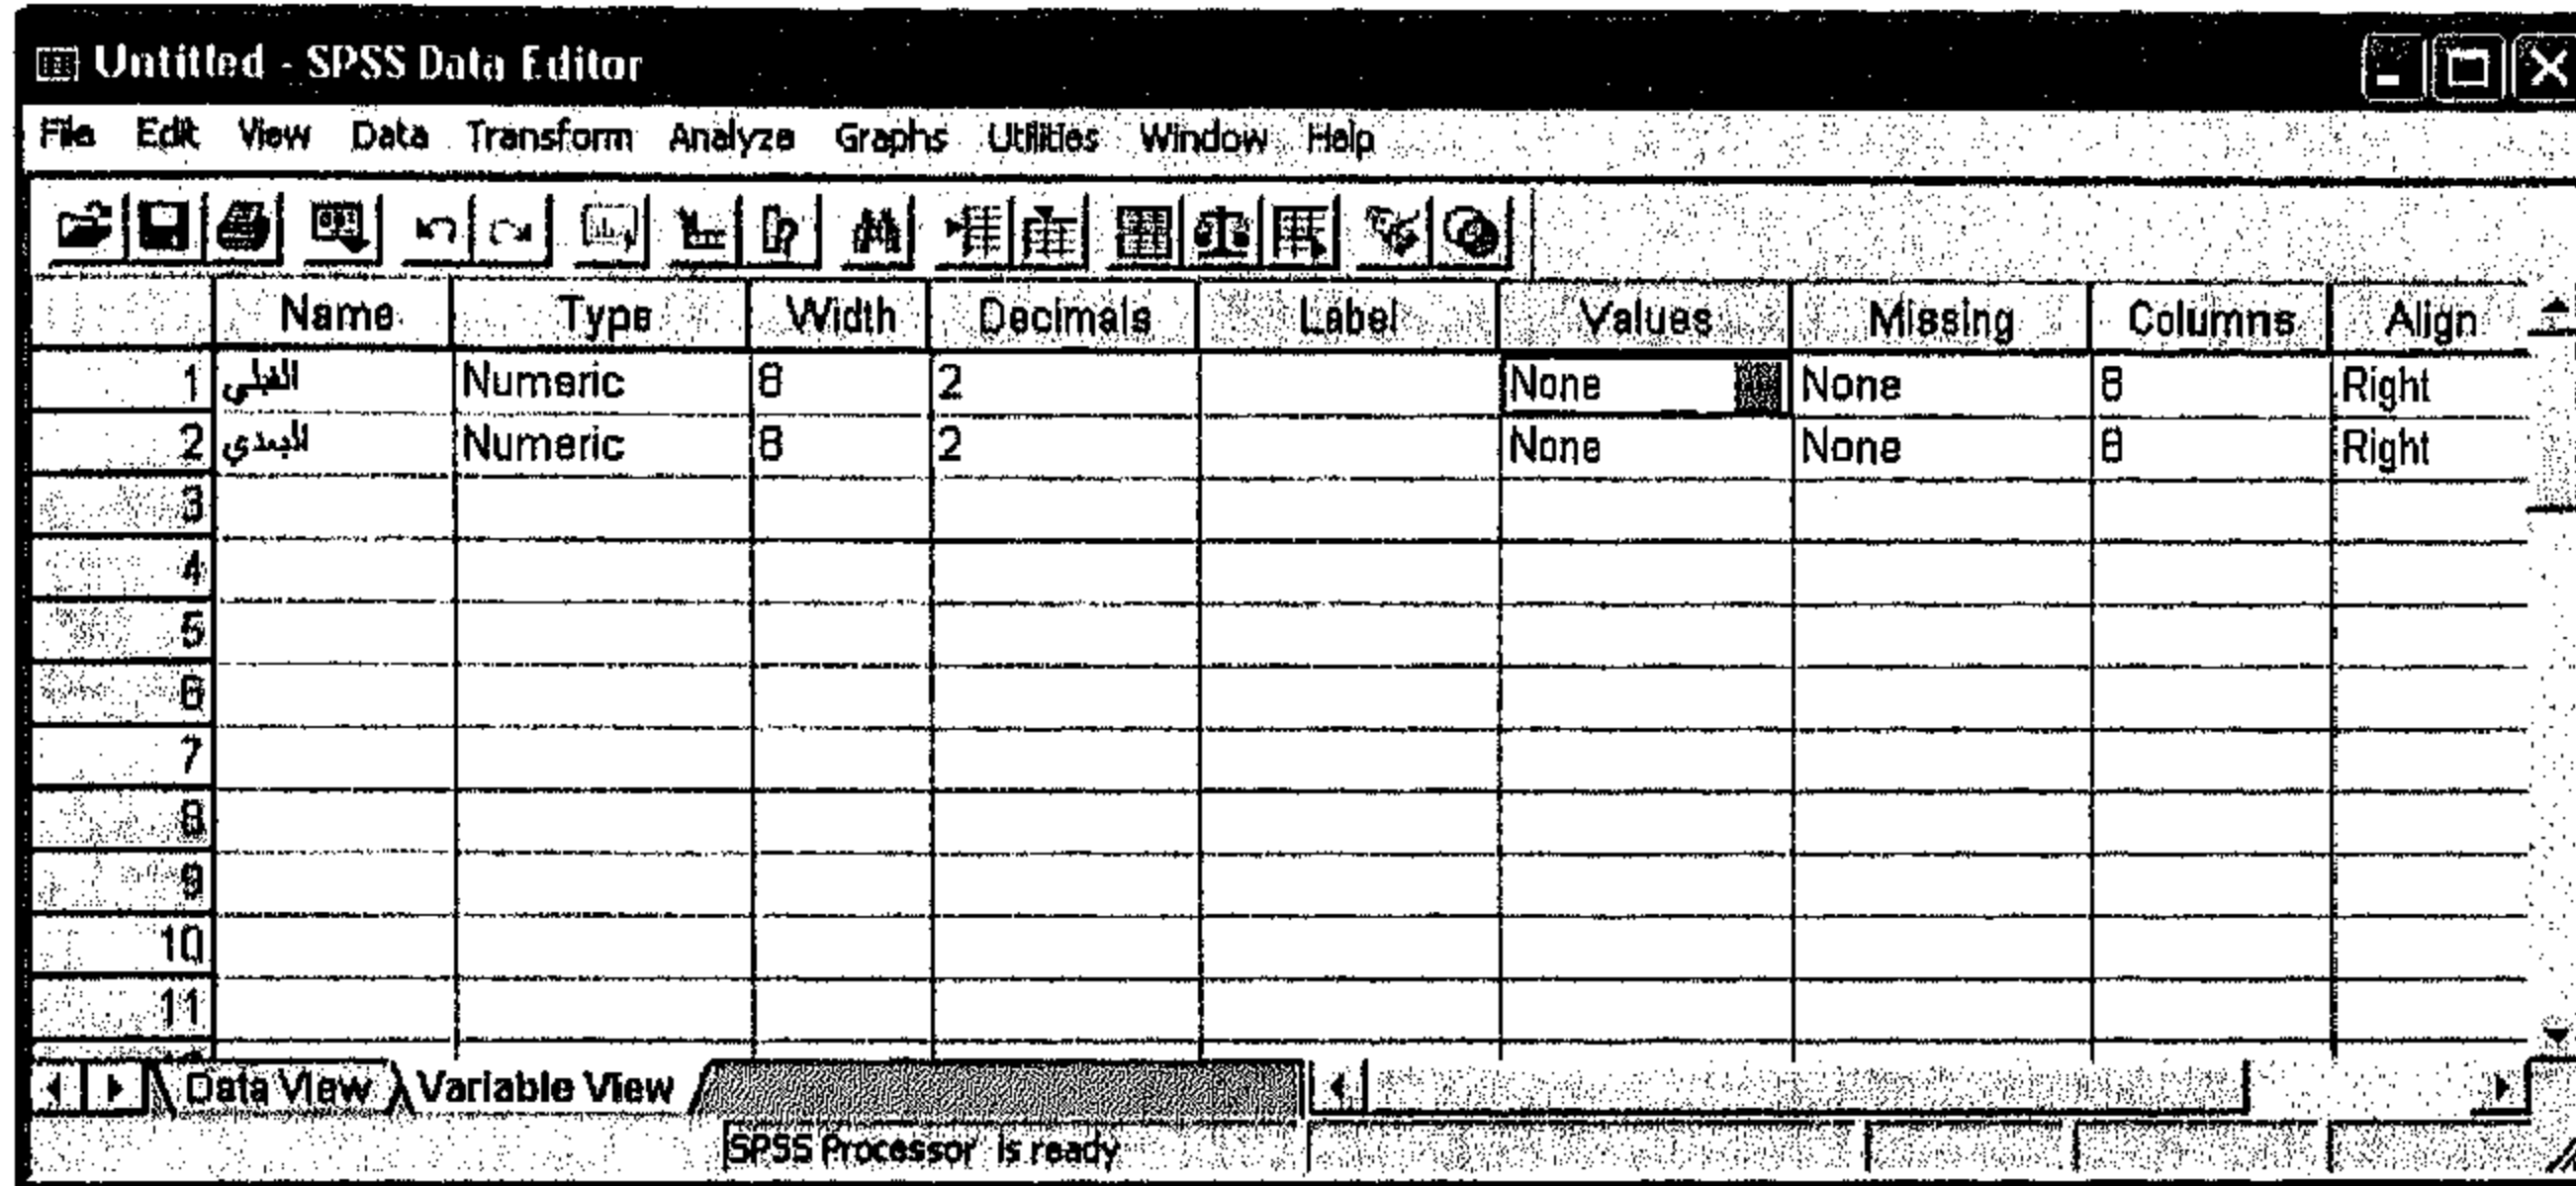 Untitled - SPSS Data Editor
File Edit View Data Transform Analyze Graphs Utilities Window Help
Name Type Width Decimals Label Values Missing Columns Align
1 القبلي Numeric 8 2 None None 8 Right
2 البعدي Numeric 8 2 None None 8 Right
3
4
5
6
7
8
9
10
11
Data View Variable View
SPSS Processor is ready